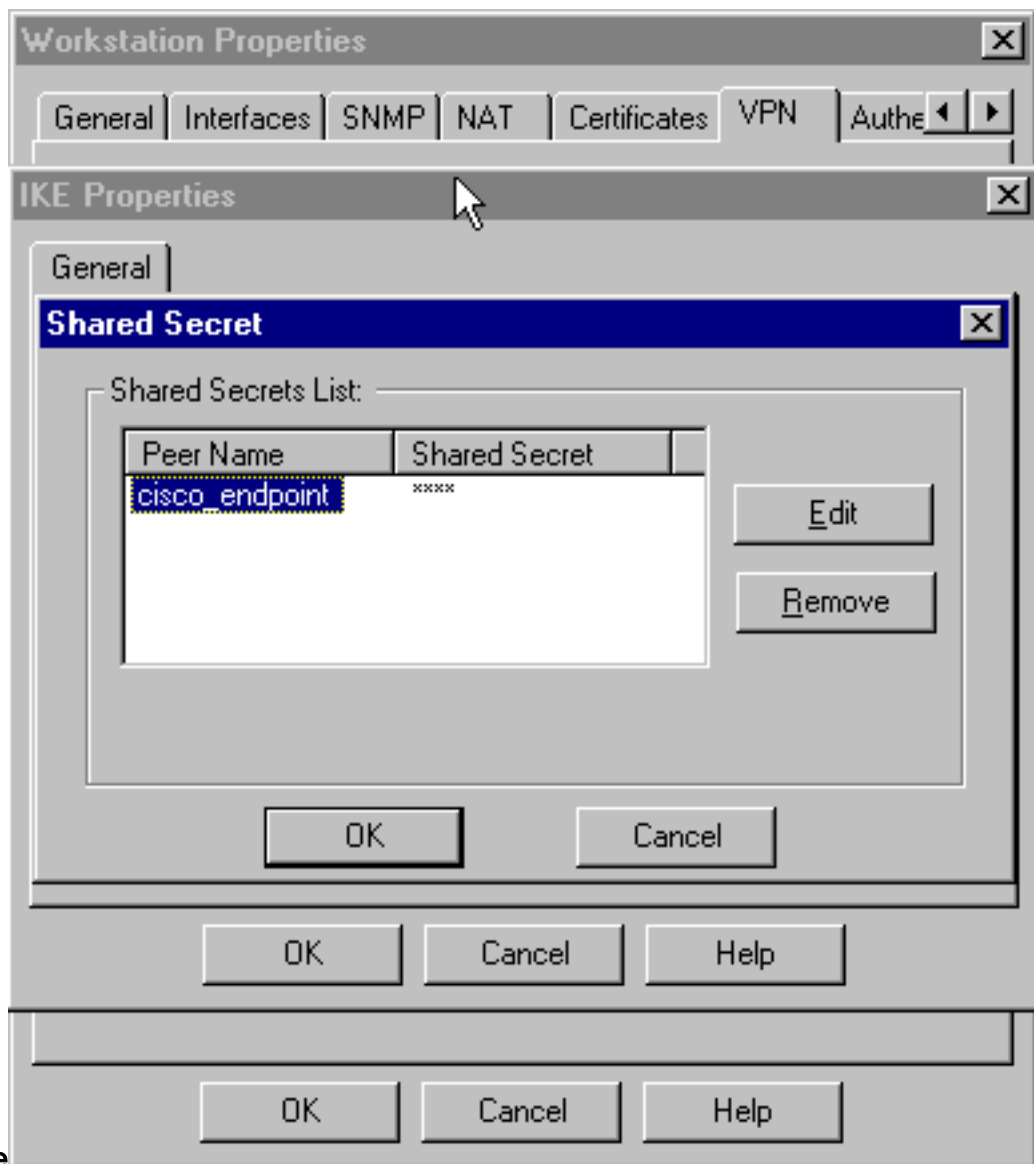 Workstation Properties
General Interfaces SNMP NAT Certificates VPN
IKE Properties
General
Shared Secret
Shared Secrets List:
Peer Name Shared Secret
cisco_endpoint ****
Edit
Remove
OK Cancel
OK Cancel Help
OK Cancel Help
e